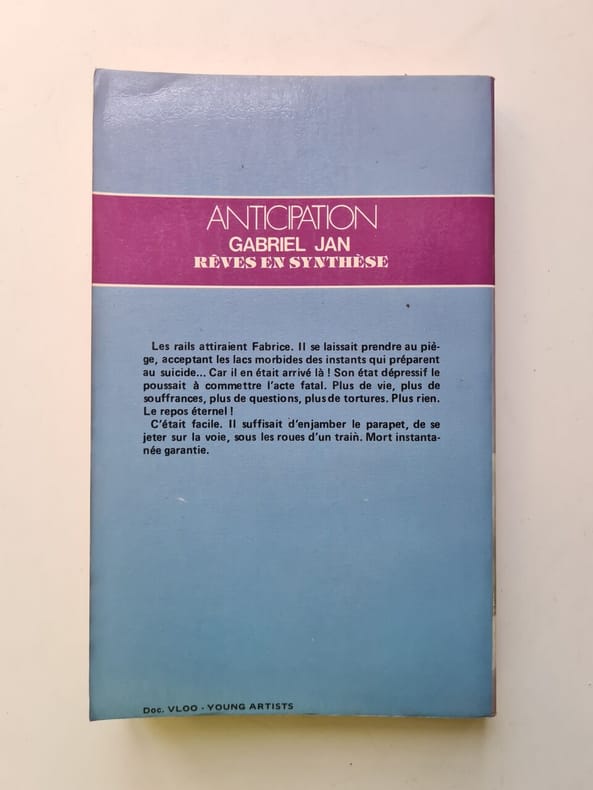 ANTICIPATION
GABRIEL JAN
RÊVES EN SYNTHÈSE
Les rails attiraient Fabrice. Il se laissait prendre au piè-
ge, acceptant les lacs morbides des instants qui préparent
au suicide... Car il en était arrivé là ! Son état dépressif le
poussait à commettre l'acte fatal. Plus de vie, plus de
souffrances, plus de questions, plus de tortures. Plus rien.
Le repos éternel !
C'était facile. Il suffisait d'enjamber le parapet, de se
jeter sur la voie, sous les roues d'un train. Mort instanta-
née garantie.
Doc. VLOO - YOUNG ARTISTS